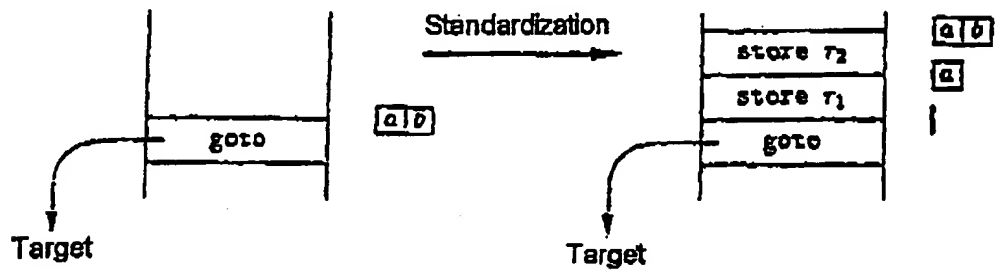 Standardization
a b
store r2
a
store r1
a b
goto
goto
Target
Target